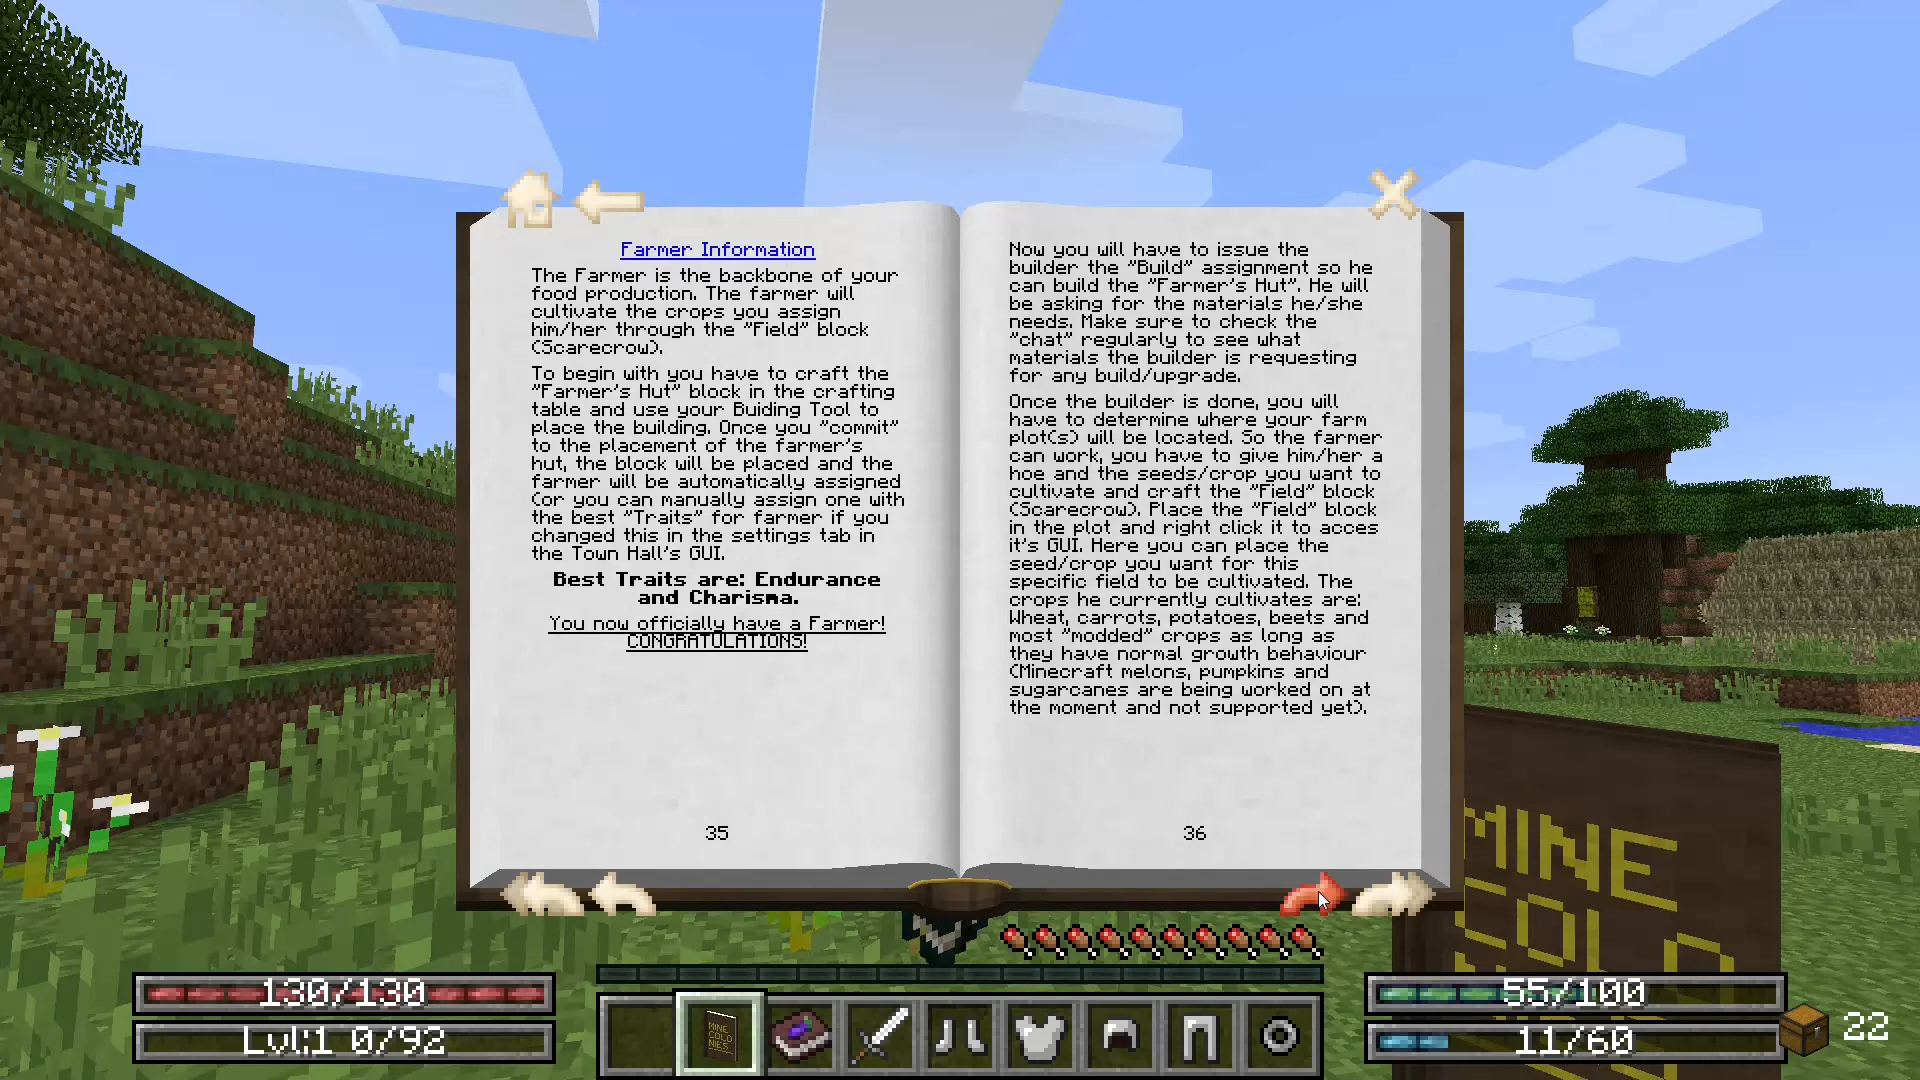 Farmer Information
The Farmer is the backbone of your
food production. The farmer will
cultivate the crops you assign
him/her through the "Field" block
(Scarecrow).
To begin with you have to craft the
"Farmer's Hut" block in the crafting
table and use your Buiding Tool to
place the building. Once you "commit"
to the placement of the farmer's
hut, the block will be placed and the
farmer will be automatically assigned
(or you can manually assign one with
the best "Traits" for farmer if you
changed this in the settings tab in
the Town Hall's GUI.
Best Traits are: Endurance
and Charisma.
You now officially have a Farmer!
CONGRATULATIONS!
35
Now you will have to issue the
builder the "Build" assignment so he
can build the "Farmer's Hut". He will
be asking for the materials he/she
needs. Make sure to check the
"chat" regularly to see what
materials the builder is requesting
for any build/upgrade.
Once the builder is done, you will
have to determine where your farm
plot(s) will be located. So the farmer
can work, you have to give him/her a
hoe and the seeds/crop you want to
cultivate and craft the "Field" block
(Scarecrow). Place the "Field" block
in the plot and right click it to acces
it's GUI. Here you can place the
seed/crop you want for this
specific field to be cultivated. The
crops he currently cultivates are:
Wheat, carrots, potatoes, beets and
most "modded" crops as long as
they have normal growth behaviour
(Minecraft melons, pumpkins and
sugarcanes are being worked on at
the moment and not supported yet).
36
MINE
COLO
130/130
Lvl:1 0/92
MINE
COLO
NIES
55/100
11/60
22